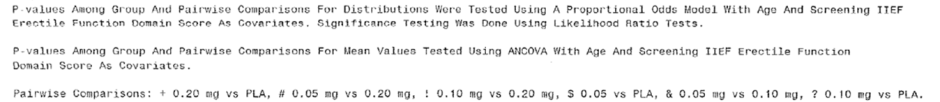 P-values Among Group And Pairwise Comparisons For Distributions Were Tested Using A Proportional Odds Model With Age And Screening IIEF
Erectile Function Domain Score As Covariates. Significance Testing Was Done Using Likelihood Ratio Tests.
P-values Among Group And Pairwise Comparisons For Mean Values Tested Using ANCOVA With Age And Screening IIEF Erectile Function
Domain Score As Covariates.
Pairwise Comparisons: + 0.20 mg vs PLA, # 0.05 mg vs 0.20 mg, ! 0.10 mg vs 0.20 mg, $ 0.05 vs PLA, & 0.05 mg vs 0.10 mg, ? 0.10 mg vs PLA.